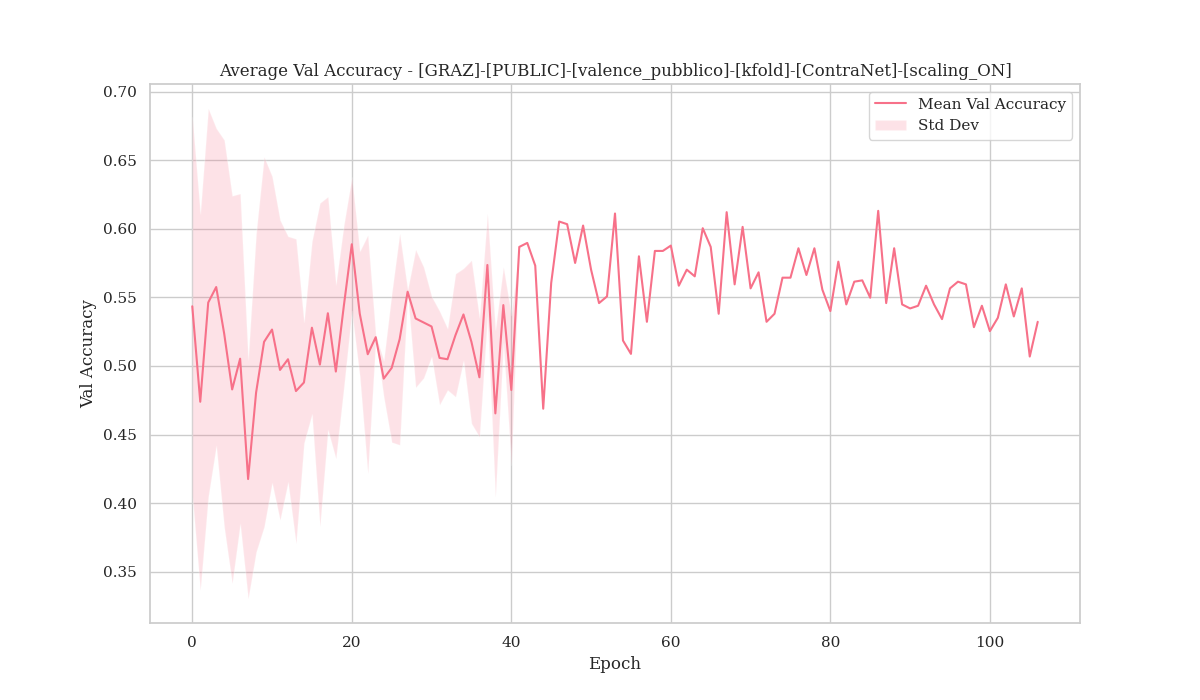 Average Val Accuracy - [GRAZ]-[PUBLIC]-[valence_pubblico]-[kfold]-[ContraNet]-[scaling_ON]
Mean Val Accuracy
Std Dev
Val Accuracy
0.70
0.65
0.60
0.55
0.50
0.45
0.40
0.35
0
20
40
60
80
100
Epoch